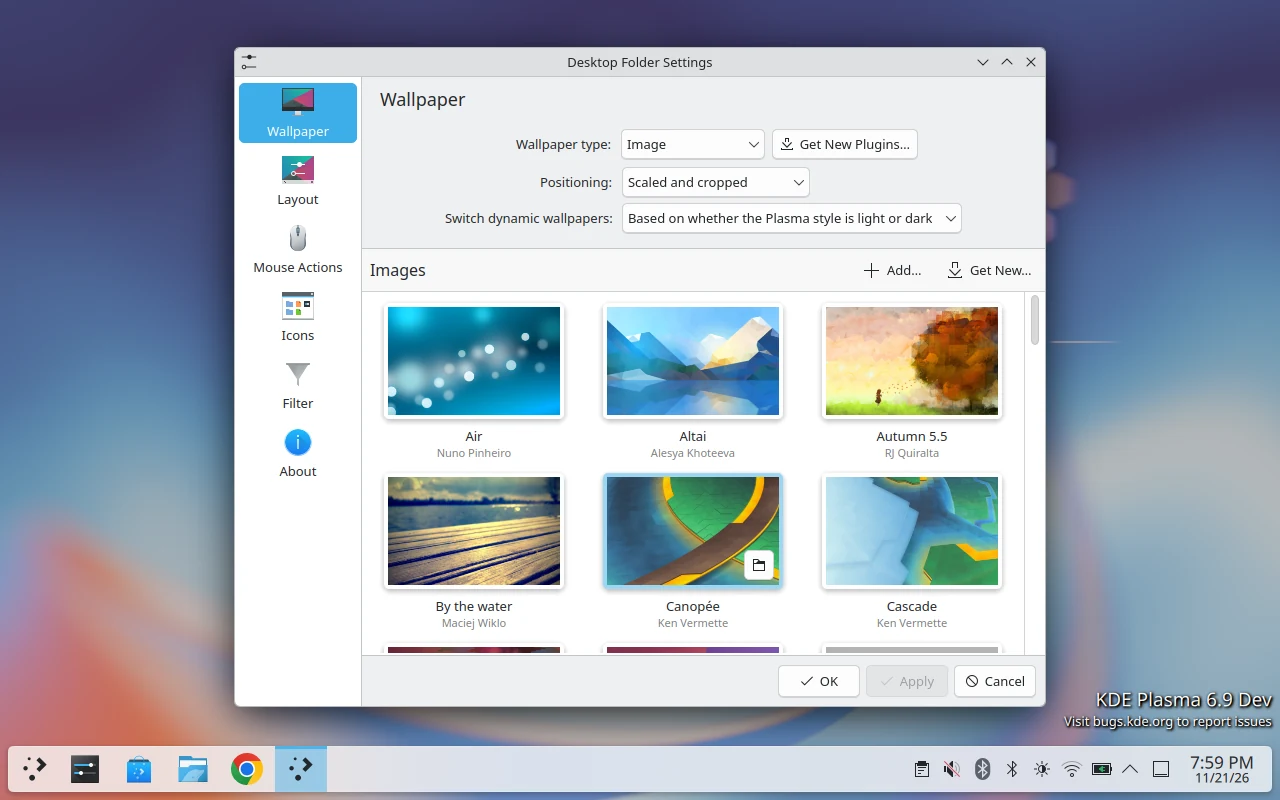 Desktop Folder Settings
Wallpaper
Layout
Mouse Actions
Icons
Filter
About
Wallpaper
Wallpaper type: Image Get New Plugins...
Positioning: Scaled and cropped
Switch dynamic wallpapers: Based on whether the Plasma style is light or dark
Images Add... Get New...
Air
Nuno Pinheiro
Altai
Alesya Khoteeva
Autumn 5.5
RJ Quiralta
By the water
Maciej Wiklo
Canopée
Ken Vermette
Cascade
Ken Vermette
OK Apply Cancel
KDE Plasma 6.9 Dev
Visit bugs.kde.org to report issues
7:59 PM
11/21/26